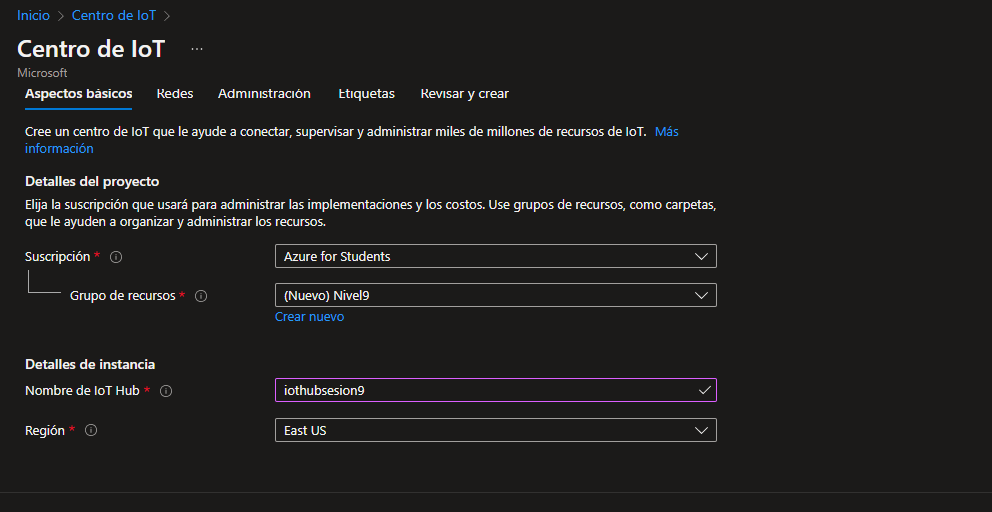 Inicio > Centro de IoT >
Centro de IoT ...
Microsoft
Aspectos básicos Redes Administración Etiquetas Revisar y crear
Cree un centro de IoT que le ayude a conectar, supervisar y administrar miles de millones de recursos de IoT. Más
información
Detalles del proyecto
Elija la suscripción que usará para administrar las implementaciones y los costos. Use grupos de recursos, como carpetas,
que le ayuden a organizar y administrar los recursos.
Suscripción * Azure for Students
Grupo de recursos * (Nuevo) Nivel9
Crear nuevo
Detalles de instancia
Nombre de IoT Hub * iothubsesion9
Región * East US